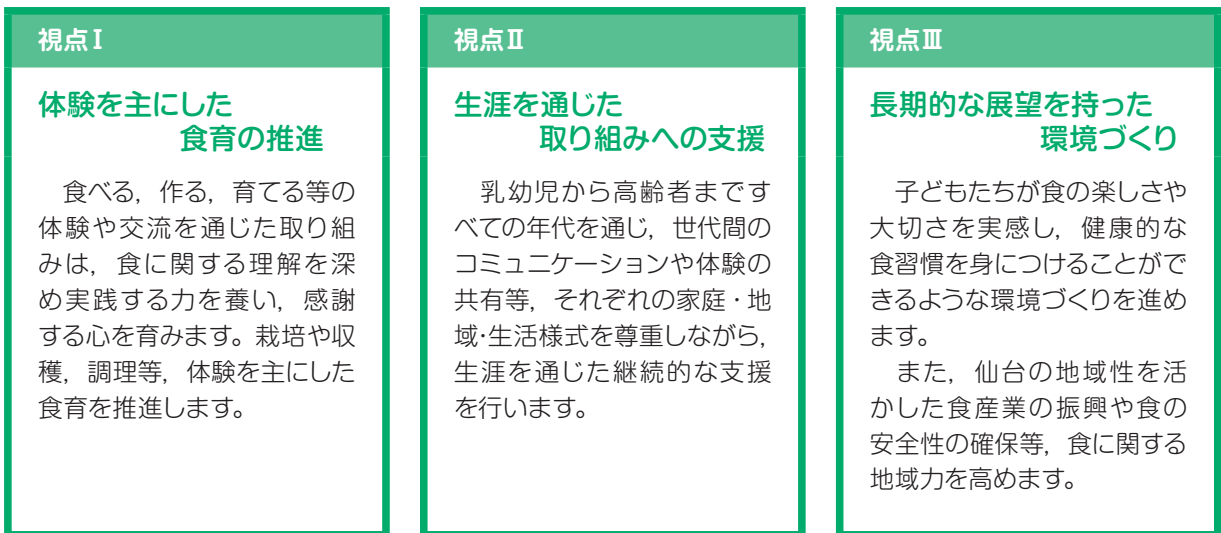 視点Ⅰ
体験を主にした
食育の推進
食べる，作る，育てる等の
体験や交流を通じた取り組
みは，食に関する理解を深
め実践する力を養い，感謝
する心を育みます。栽培や収
穫，調理等，体験を主にした
食育を推進します。
視点Ⅱ
生涯を通じた
取り組みへの支援
乳幼児から高齢者まです
べての年代を通じ，世代間の
コミュニケーションや体験の
共有等，それぞれの家庭・地
域・生活様式を尊重しながら，
生涯を通じた継続的な支援
を行います。
視点Ⅲ
長期的な展望を持った
環境づくり
子どもたちが食の楽しさや
大切さを実感し，健康的な
食習慣を身につけることがで
きるような環境づくりを進め
ます。
また，仙台の地域性を活
かした食産業の振興や食の
安全性の確保等，食に関する
地域力を高めます。